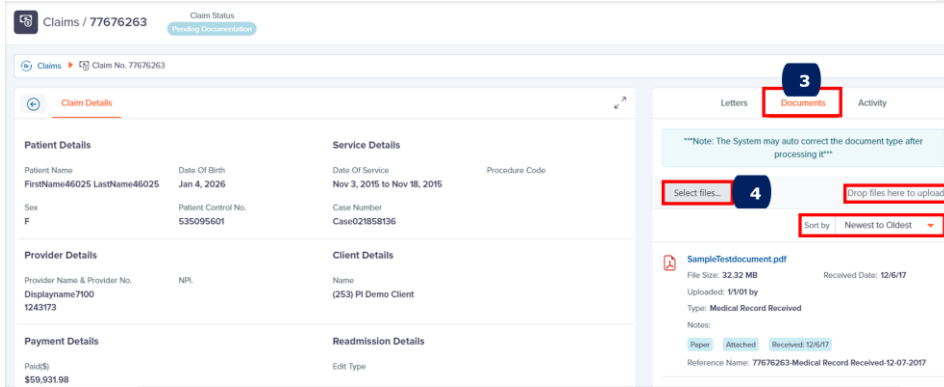 Claims / 77676263
Claim Status
Pending Documentation
Claims Claim No. 77676263
Claim Details
Patient Details
Patient Name
FirstName46025 LastName46025
Date Of Birth
Jan 4, 2026
Sex
F
Patient Control No.
535095601
Service Details
Date Of Service
Nov 3, 2015 to Nov 18, 2015
Procedure Code
Case Number
Case021858136
Provider Details
Provider Name & Provider No.
Displayname7100
1243173
NPI.
Client Details
Name
(253) PI Demo Client
Payment Details
Paid($)
$59,931.98
Readmission Details
Edit Type
3
Letters Documents Activity
***Note: The System may auto correct the document type after
processing it***
Select files...
4
Drop files here to upload
Sort by Newest to Oldest
SampleTestdocument.pdf
File Size: 32.32 MB Received Date: 12/6/17
Uploaded: 1/1/01 by
Type: Medical Record Received
Notes:
Paper Attached Received: 12/6/17
Reference Name: 77676263-Medical Record Received-12-07-2017